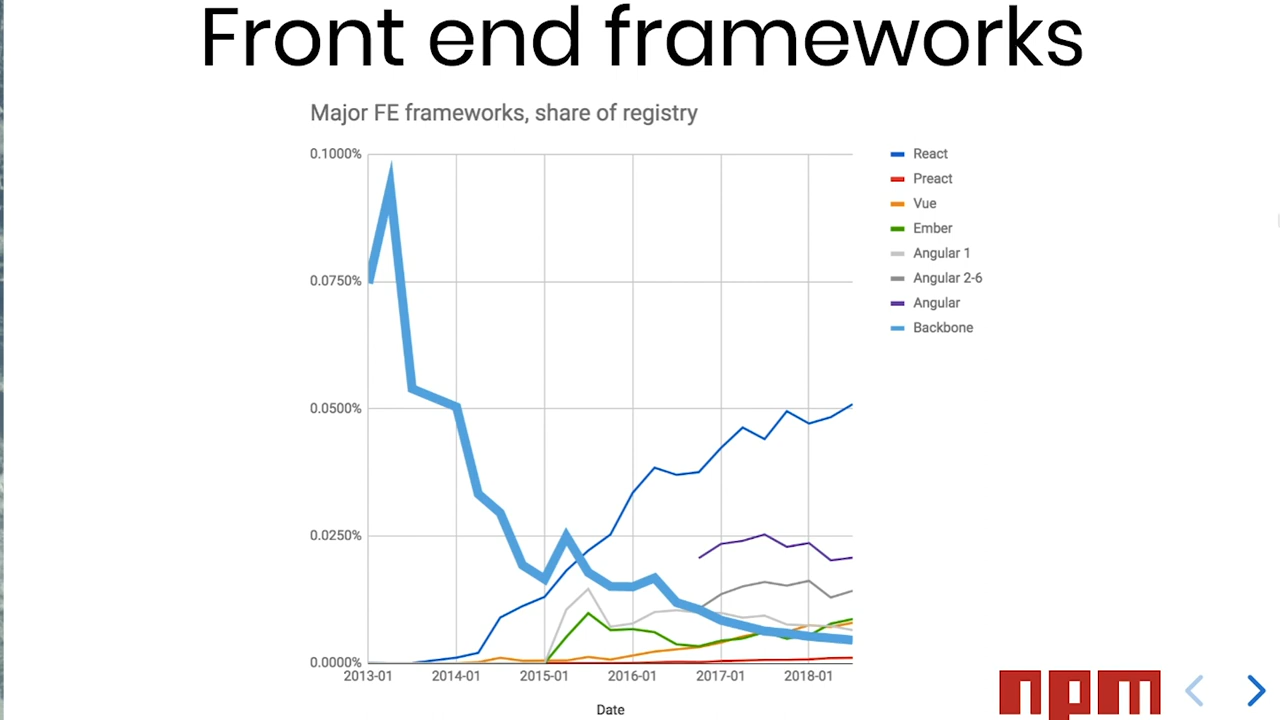 Front end frameworks
Major FE frameworks, share of registry
0.1000%
0.0750%
0.0500%
0.0250%
0.0000%
2013-01 2014-01 2015-01 2016-01 2017-01 2018-01
Date
React
Preact
Vue
Ember
Angular 1
Angular 2-6
Angular
Backbone
npm